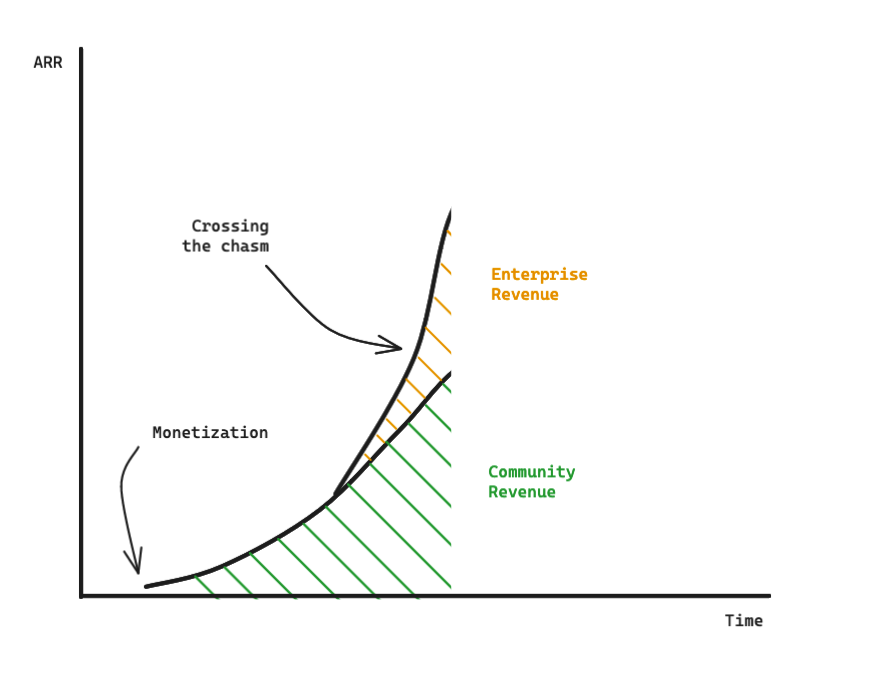 ARR
Crossing
the chasm
Enterprise
Revenue
Monetization
Community
Revenue
Time